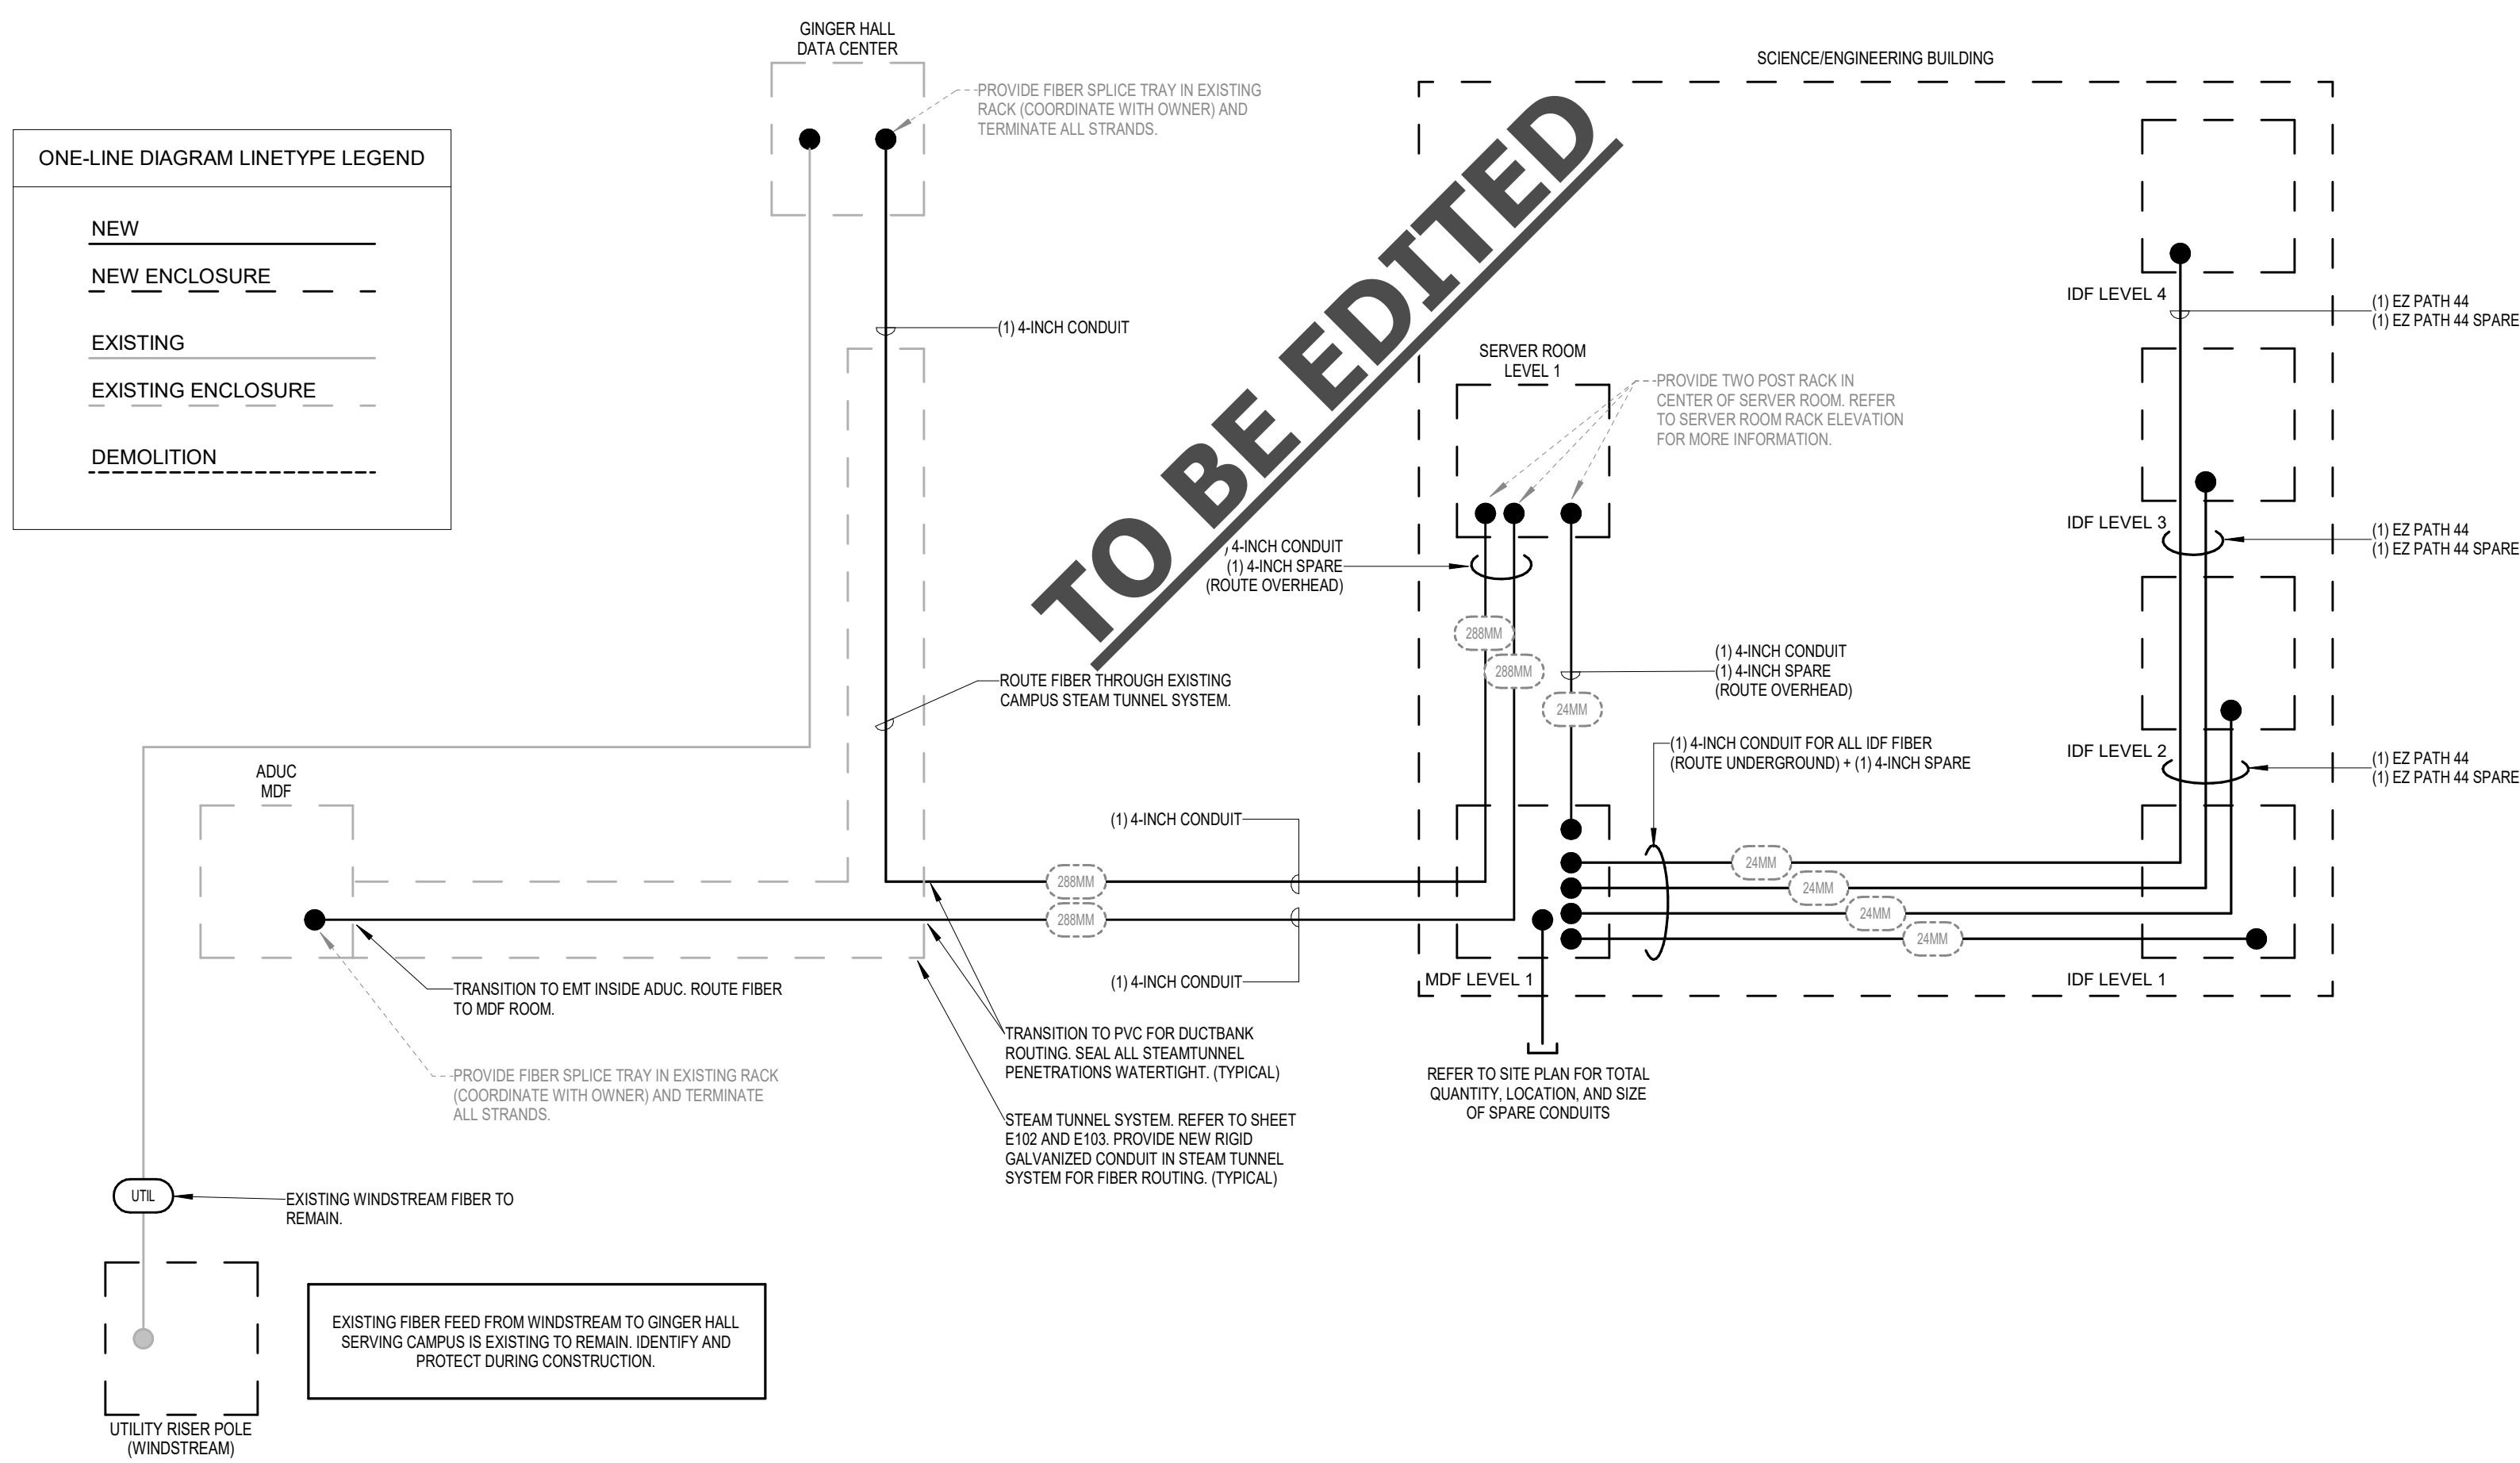 GINGER HALL
DATA CENTER
SCIENCE/ENGINEERING BUILDING
PROVIDE FIBER SPLICE TRAY IN EXISTING
RACK (COORDINATE WITH OWNER) AND
TERMINATE ALL STRANDS.
ONE-LINE DIAGRAM LINETYPE LEGEND
NEW
NEW ENCLOSURE
EXISTING
EXISTING ENCLOSURE
DEMOLITION
TO BE EDITED
(1) 4-INCH CONDUIT
IDF LEVEL 4
(1) EZ PATH 44
(1) EZ PATH 44 SPARE
SERVER ROOM
LEVEL 1
PROVIDE TWO POST RACK IN
CENTER OF SERVER ROOM. REFER
TO SERVER ROOM RACK ELEVATION
FOR MORE INFORMATION.
IDF LEVEL 3
(1) EZ PATH 44
(1) EZ PATH 44 SPARE
4-INCH CONDUIT
(1) 4-INCH SPARE
(ROUTE OVERHEAD)
288MM
288MM
24MM
(1) 4-INCH CONDUIT
(1) 4-INCH SPARE
(ROUTE OVERHEAD)
ROUTE FIBER THROUGH EXISTING
CAMPUS STEAM TUNNEL SYSTEM.
(1) 4-INCH CONDUIT FOR ALL IDF FIBER
(ROUTE UNDERGROUND) + (1) 4-INCH SPARE
IDF LEVEL 2
(1) EZ PATH 44
(1) EZ PATH 44 SPARE
ADUC
MDF
(1) 4-INCH CONDUIT
288MM
288MM
24MM
24MM
24MM
24MM
(1) 4-INCH CONDUIT
MDF LEVEL 1
IDF LEVEL 1
TRANSITION TO EMT INSIDE ADUC. ROUTE FIBER
TO MDF ROOM.
TRANSITION TO PVC FOR DUCTBANK
ROUTING. SEAL ALL STEAMTUNNEL
PENETRATIONS WATERTIGHT. (TYPICAL)
PROVIDE FIBER SPLICE TRAY IN EXISTING RACK
(COORDINATE WITH OWNER) AND TERMINATE
ALL STRANDS.
REFER TO SITE PLAN FOR TOTAL
QUANTITY, LOCATION, AND SIZE
OF SPARE CONDUITS
STEAM TUNNEL SYSTEM. REFER TO SHEET
E102 AND E103. PROVIDE NEW RIGID
GALVANIZED CONDUIT IN STEAM TUNNEL
SYSTEM FOR FIBER ROUTING. (TYPICAL)
UTIL
EXISTING WINDSTREAM FIBER TO
REMAIN.
EXISTING FIBER FEED FROM WINDSTREAM TO GINGER HALL
SERVING CAMPUS IS EXISTING TO REMAIN. IDENTIFY AND
PROTECT DURING CONSTRUCTION.
UTILITY RISER POLE
(WINDSTREAM)